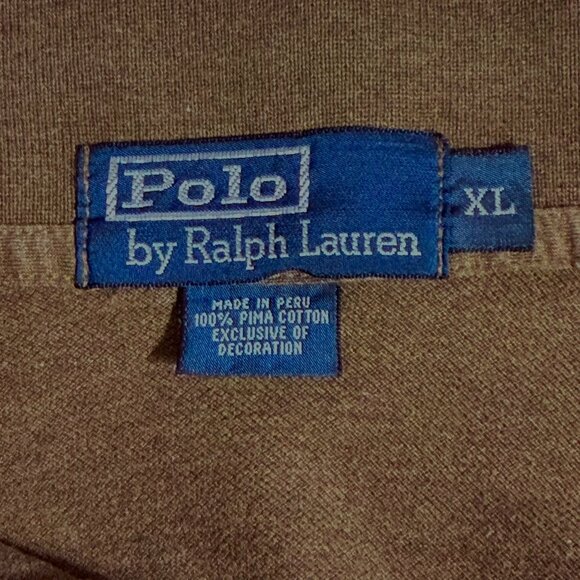 Polo
by Ralph Lauren
XL
MADE IN PERU
100% PIMA COTTON
EXCLUSIVE OF
DECORATION